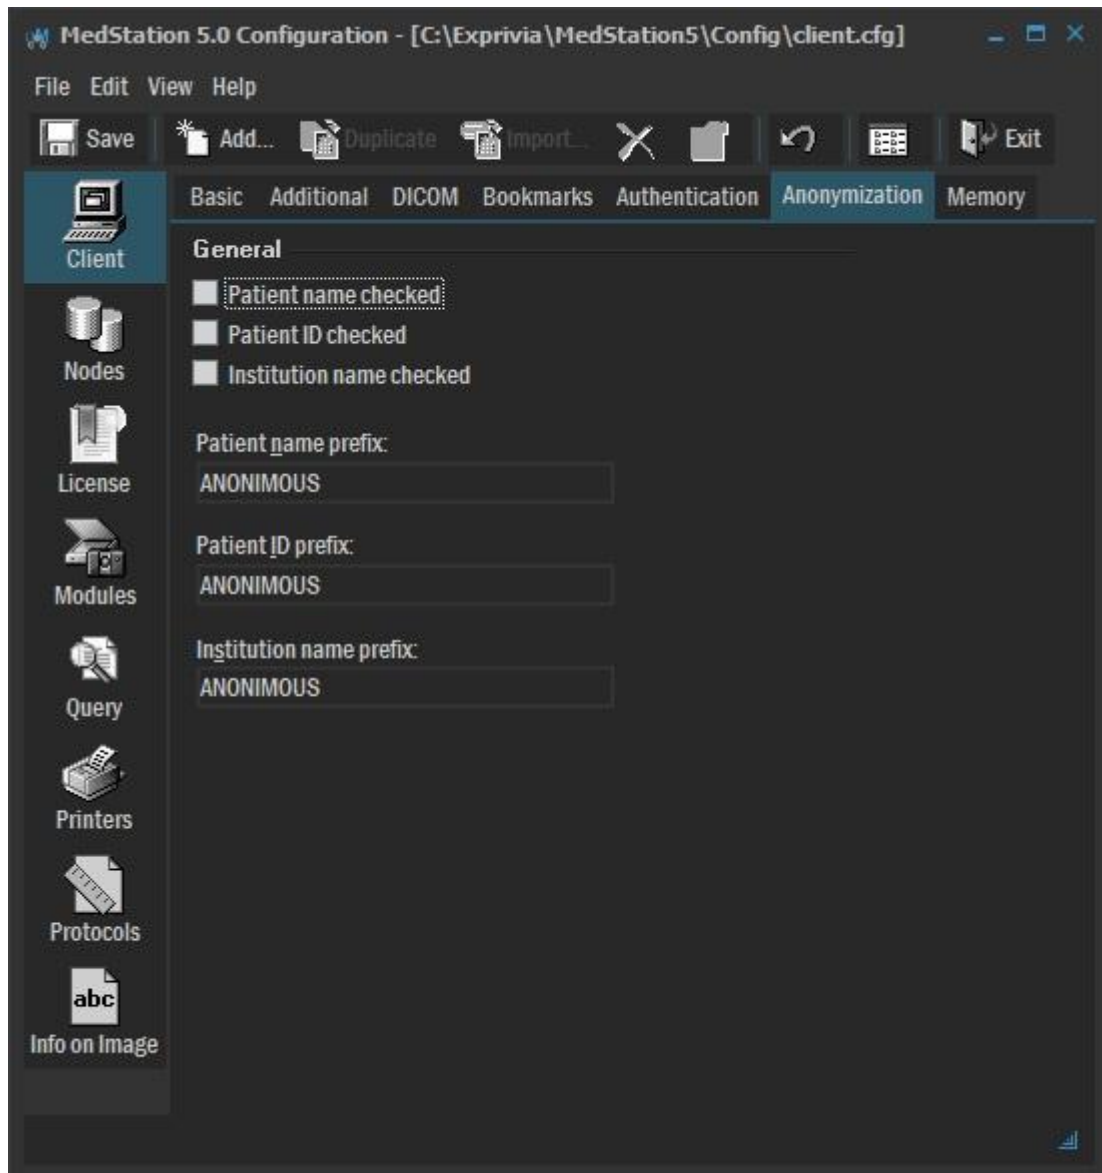 MedStation 5.0 Configuration - [C:\Exprivia\MedStation5\Config\client.cfg]
File Edit View Help
Save Add... Duplicate Import... Exit
Client
Nodes
License
Modules
Query
Printers
Protocols
abc
Info on Image
Basic Additional DICOM Bookmarks Authentication Anonymization Memory
General
Patient name checked
Patient ID checked
Institution name checked
Patient name prefix:
ANONIMOUS
Patient ID prefix:
ANONIMOUS
Institution name prefix:
ANONIMOUS